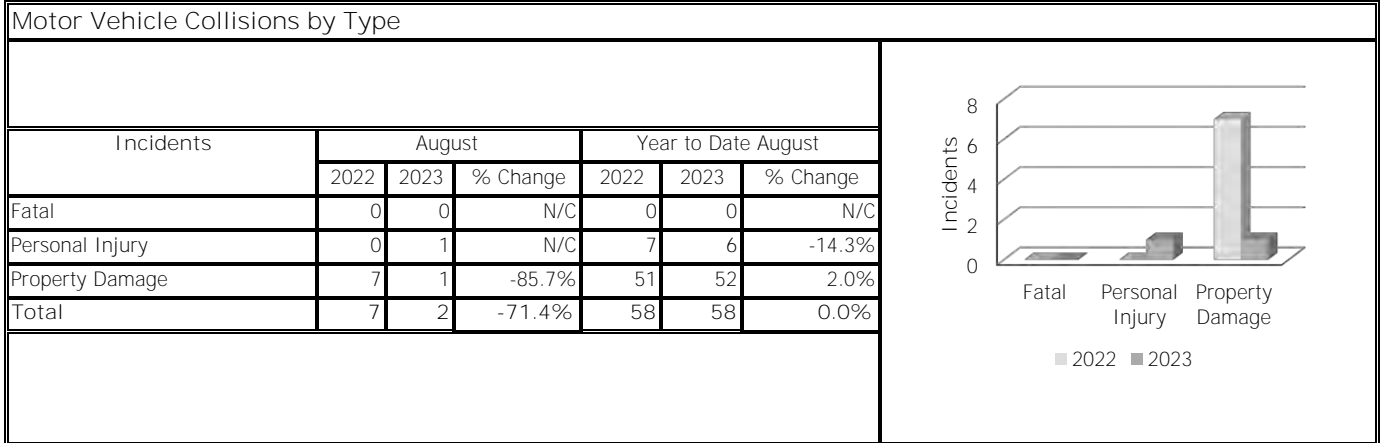 Motor Vehicle Collisions by Type
Incidents August Year to Date August
2022 2023 % Change 2022 2023 % Change
Fatal 0 0 N/C 0 0 N/C
Personal Injury 0 1 N/C 7 6 -14.3%
Property Damage 7 1 -85.7% 51 52 2.0%
Total 7 2 -71.4% 58 58 0.0%
Incidents
8
6
4
2
0
Fatal Personal Property
Injury Damage
2022 2023